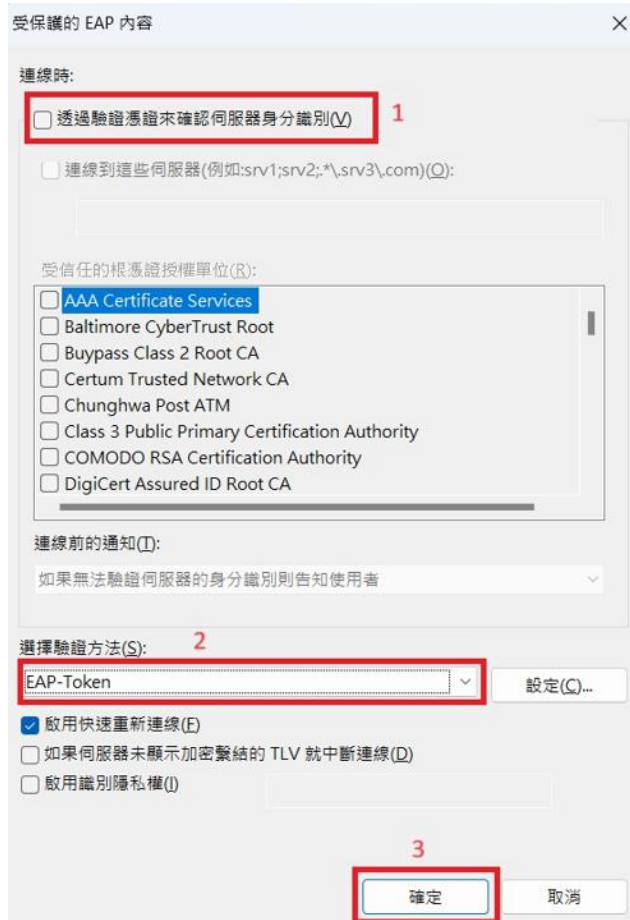 受保護的 EAP 內容
連線時:
透過驗證憑證來確認伺服器身分識別(V)
1
連線到這些伺服器(例如:srv1;srv2;.*\.srv3\.com)(O):
受信任的根憑證授權單位(R):
AAA Certificate Services
Baltimore CyberTrust Root
Buypass Class 2 Root CA
Certum Trusted Network CA
Chunghwa Post ATM
Class 3 Public Primary Certification Authority
COMODO RSA Certification Authority
DigiCert Assured ID Root CA
連線前的通知(T):
如果無法驗證伺服器的身分識別則告知使用者
選擇驗證方法(S):
2
EAP-Token
設定(C)...
啟用快速重新連線(F)
如果伺服器未顯示加密繫結的 TLV 就中斷連線(D)
啟用識別隱私權(I)
3
確定
取消